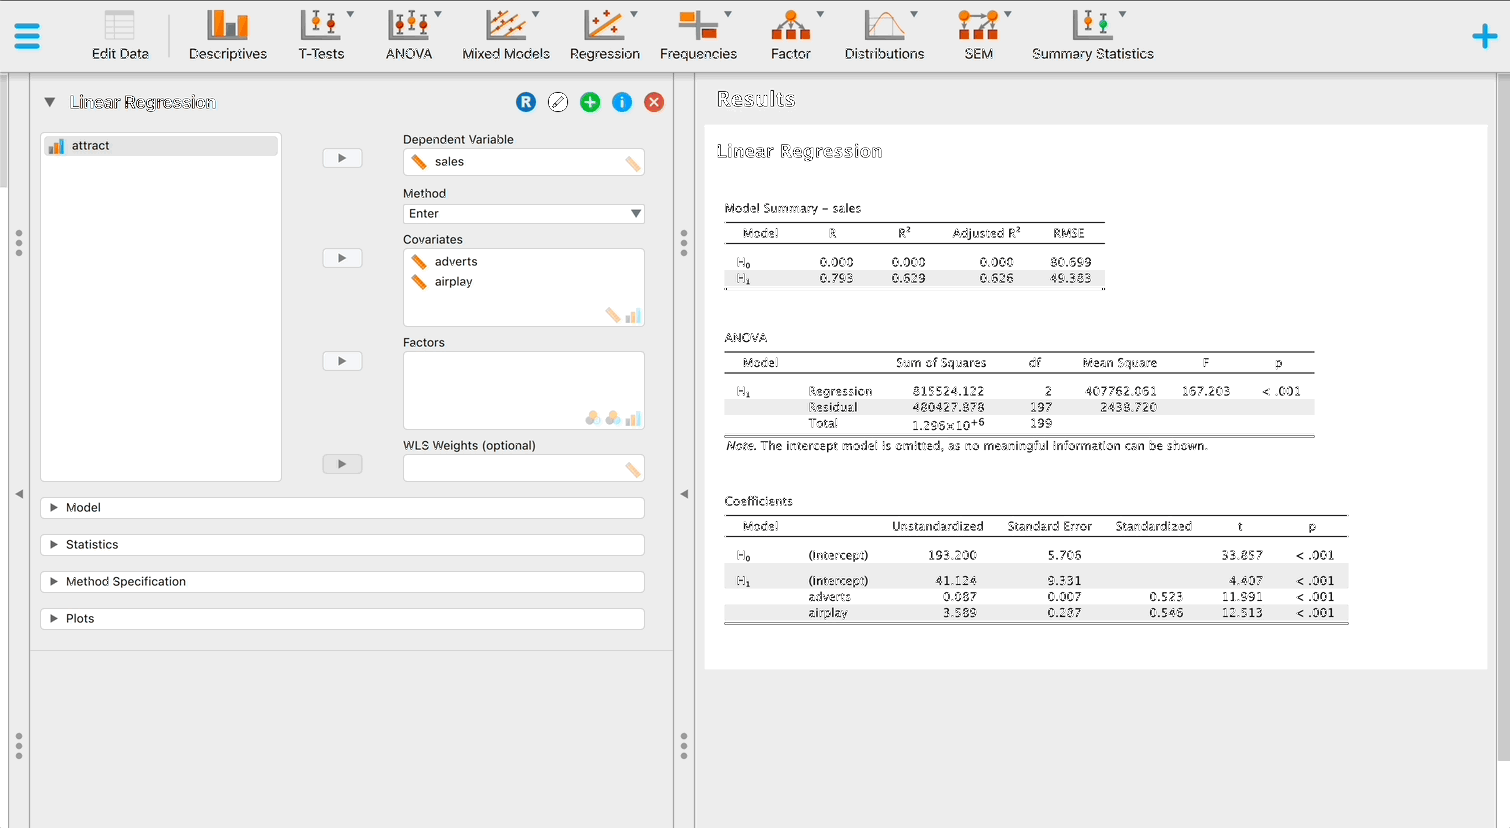 Edit Data
Descriptives
T-Tests
ANOVA
Mixed Models
Regression
Frequencies
Factor
Distributions
SEM
Summary Statistics
Linear Regression
R
i
attract
Dependent Variable
sales
Method
Enter
Covariates
adverts
airplay
Factors
WLS Weights (optional)
Model
Statistics
Method Specification
Plots
Results
Linear Regression
Model Summary – sales
Model R R² Adjusted R² RMSE
H₀ 0.000 0.000 0.000 80.699
H₁ 0.793 0.629 0.626 49.383
ANOVA
Model Sum of Squares df Mean Square F p
H₁ Regression 815524.122 2 407762.061 167.203 < .001
Residual 480427.878 197 2438.720
Total 1.296×10⁺⁶ 199
Note. The intercept model is omitted, as no meaningful information can be shown.
Coefficients
Model Unstandardized Standard Error Standardized t p
H₀ (Intercept) 193.200 5.706 33.857 < .001
H₁ (Intercept) 41.124 9.331 4.407 < .001
adverts 0.087 0.007 0.523 11.991 < .001
airplay 3.589 0.287 0.546 12.513 < .001